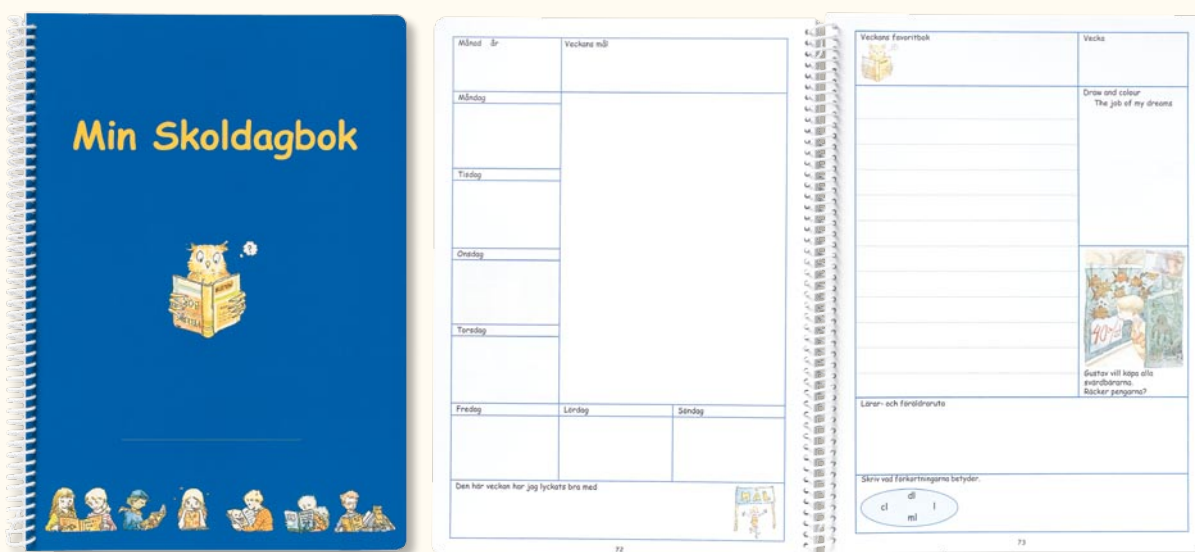 Min Skoldagbok
?
Månad år
Veckans mål
Måndag
Tisdag
Onsdag
Torsdag
Fredag
Lördag
Söndag
Den här veckan har jag lyckats bra med
MÅL
72
Veckans favoritbok
Vecka
Draw and colour
The job of my dreams
Gustav vill köpa alla
svärdbärarna.
Räcker pengarna?
Lärar- och föräldraruta
Skriv vad förkortningarna betyder.
dl
cl l
ml
73